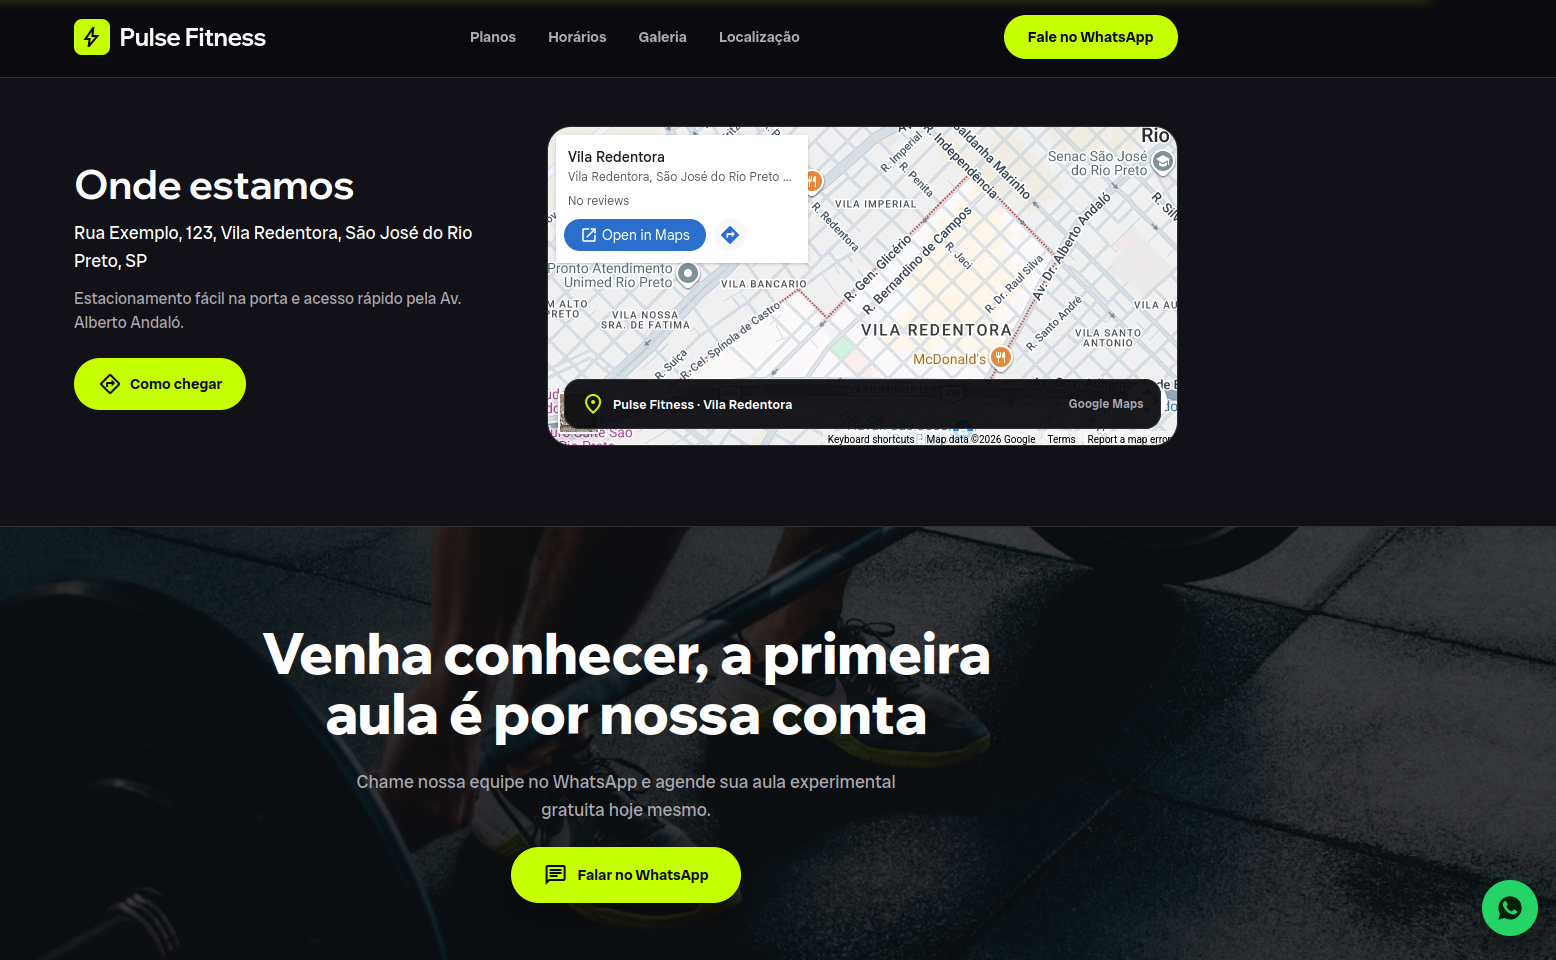 Pulse Fitness
Planos
Horários
Galeria
Localização
Fale no WhatsApp
Onde estamos
Rua Exemplo, 123, Vila Redentora, São José do Rio
Preto, SP
Estacionamento fácil na porta e acesso rápido pela Av.
Alberto Andaló.
Como chegar
Vila Redentora
Vila Redentora, São José do Rio Preto ...
No reviews
Open in Maps
Rio
Senac São José
do Rio Preto
R. Imperial
R. Penita
R. Independência
VILA IMPERIAL
R. Redentora
Pronto Atendimento
Unimed Rio Preto
VILA BANCARIO
R. Gen. Glicério
R. Bernardino de Campos
R. Jaci
R. Dr. Raul Silva
Av. Dr. Alberto Andaló
VILA NOSSA
SRA. DE FATIMA
R. Suiça
R. Cel. Spínola de Castro
VILA REDENTORA
McDonald's
R. Santo André
VILA SANTO
ANTONIO
Pulse Fitness · Vila Redentora
Google Maps
Keyboard shortcuts
Map data ©2026 Google
Terms
Report a map error
Venha conhecer, a primeira
aula é por nossa conta
Chame nossa equipe no WhatsApp e agende sua aula experimental
gratuita hoje mesmo.
Falar no WhatsApp